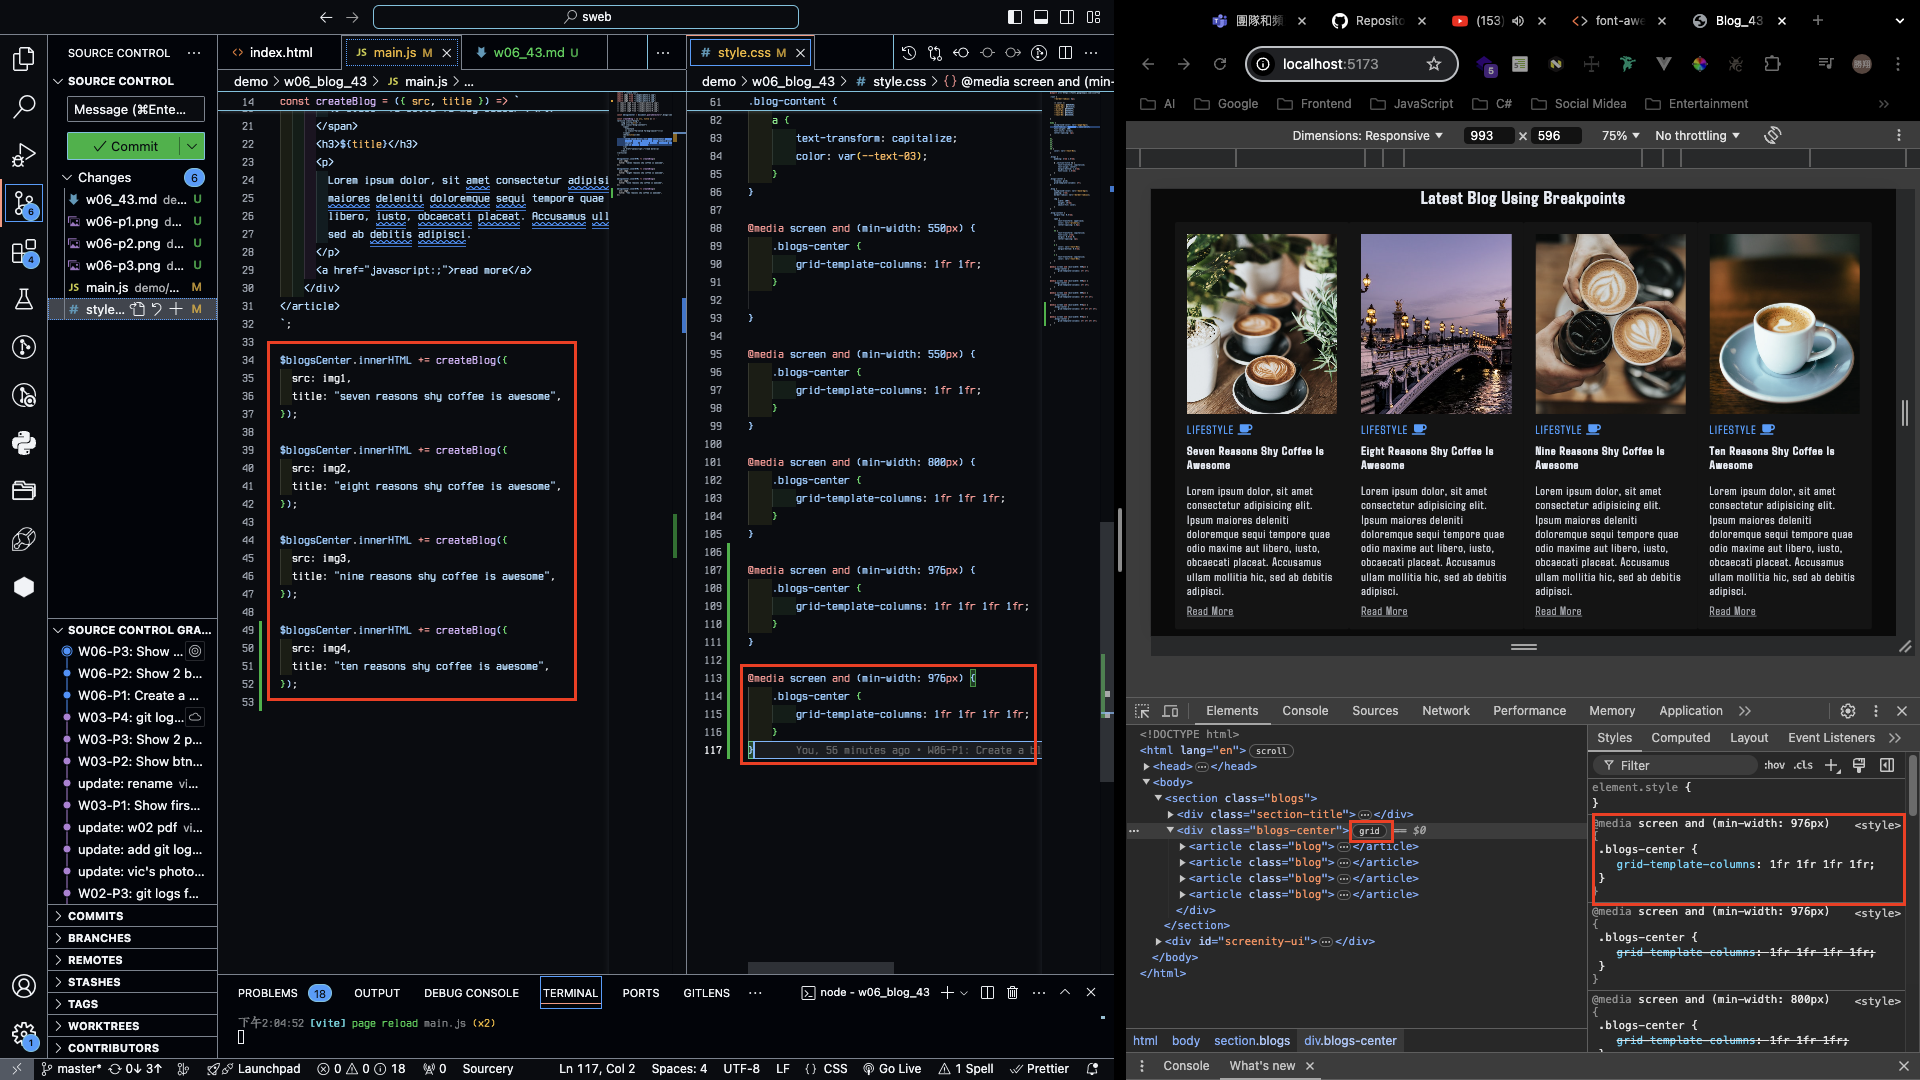 sweb
SOURCE CONTROL
SOURCE CONTROL
Message (⌘Ente...
Commit
Changes
6
w06_43.md de... U
w06-p1.png d... U
w06-p2.png d... U
w06-p3.png d... U
main.js demo/... M
style... M
6
4
1
SOURCE CONTROL GRA...
W06-P3: Show ...
W06-P2: Show 2 b...
W06-P1: Create a ...
W03-P4: git log...
W03-P3: Show 2 p...
W03-P2: Show btn...
update: rename vi...
W03-P1: Show firs...
update: w02 pdf vi...
update: add git log...
update: vic's photo...
W02-P3: git logs f...
COMMITS
BRANCHES
REMOTES
STASHES
TAGS
WORKTREES
CONTRIBUTORS
index.html
JS main.js M
w06_43.md U
demo > w06_blog_43 > JS main.js > ...
14 const createBlog = ({ src, title }) => `
21 </span>
22 <h3>${title}</h3>
23 <p>
24 Lorem ipsum dolor, sit amet consectetur adipisi
25 maiores deleniti doloremque sequi tempore quae
26 libero, iusto, obcaecati placeat. Accusamus ull
27 sed ab debitis adipisci.
28 </p>
29 <a href="javascript:;">read more</a>
30 </div>
31 </article>
32 `;
33
34 $blogsCenter.innerHTML += createBlog({
35 src: img1,
36 title: "seven reasons shy coffee is awesome",
37 });
38
39 $blogsCenter.innerHTML += createBlog({
40 src: img2,
41 title: "eight reasons shy coffee is awesome",
42 });
43
44 $blogsCenter.innerHTML += createBlog({
45 src: img3,
46 title: "nine reasons shy coffee is awesome",
47 });
48
49 $blogsCenter.innerHTML += createBlog({
50 src: img4,
51 title: "ten reasons shy coffee is awesome",
52 });
53
# style.css M
demo > w06_blog_43 > # style.css > {} @media screen and (min-
61 .blog-content {
82 a {
83 text-transform: capitalize;
84 color: var(--text-03);
85 }
86 }
87
88 @media screen and (min-width: 550px) {
89 .blogs-center {
90 grid-template-columns: 1fr 1fr;
91 }
92
93 }
94
95 @media screen and (min-width: 550px) {
96 .blogs-center {
97 grid-template-columns: 1fr 1fr;
98 }
99 }
100
101 @media screen and (min-width: 800px) {
102 .blogs-center {
103 grid-template-columns: 1fr 1fr 1fr;
104 }
105 }
106
107 @media screen and (min-width: 976px) {
108 .blogs-center {
109 grid-template-columns: 1fr 1fr 1fr 1fr;
110 }
111 }
112
113 @media screen and (min-width: 976px) {
114 .blogs-center {
115 grid-template-columns: 1fr 1fr 1fr 1fr;
116 }
117 } You, 56 minutes ago • W06-P1: Create a bl
PROBLEMS 18 OUTPUT DEBUG CONSOLE TERMINAL PORTS GITLENS
node - w06_blog_43
下午2:04:52 [vite] page reload main.js (x2)
master* 0↓ 3↑ Launchpad 0 0 18 0 Sourcery Ln 117, Col 2 Spaces: 4 UTF-8 LF {} CSS Go Live 1 Spell Prettier
團隊和頻
Reposito
(153)
font-awe
Blog_43
localhost:5173
5
AI Google Frontend JavaScript C# Social Midea Entertainment
Dimensions: Responsive 993 × 596 75% No throttling
Latest Blog Using Breakpoints
LIFESTYLE
Seven Reasons Shy Coffee Is
Awesome
Lorem ipsum dolor, sit amet
consectetur adipisicing elit.
Ipsum maiores deleniti
doloremque sequi tempore quae
odio maxime aut libero, iusto,
obcaecati placeat. Accusamus
ullam mollitia hic, sed ab debitis
adipisci.
Read More
LIFESTYLE
Eight Reasons Shy Coffee Is
Awesome
Lorem ipsum dolor, sit amet
consectetur adipisicing elit.
Ipsum maiores deleniti
doloremque sequi tempore quae
odio maxime aut libero, iusto,
obcaecati placeat. Accusamus
ullam mollitia hic, sed ab debitis
adipisci.
Read More
LIFESTYLE
Nine Reasons Shy Coffee Is
Awesome
Lorem ipsum dolor, sit amet
consectetur adipisicing elit.
Ipsum maiores deleniti
doloremque sequi tempore quae
odio maxime aut libero, iusto,
obcaecati placeat. Accusamus
ullam mollitia hic, sed ab debitis
adipisci.
Read More
LIFESTYLE
Ten Reasons Shy Coffee Is
Awesome
Lorem ipsum dolor, sit amet
consectetur adipisicing elit.
Ipsum maiores deleniti
doloremque sequi tempore quae
odio maxime aut libero, iusto,
obcaecati placeat. Accusamus
ullam mollitia hic, sed ab debitis
adipisci.
Read More
Elements Console Sources Network Performance Memory Application
<!DOCTYPE html>
<html lang="en"> scroll
<head> </head>
<body>
<section class="blogs">
<div class="section-title"> </div>
<div class="blogs-center"> grid == $0
<article class="blog"> </article>
<article class="blog"> </article>
<article class="blog"> </article>
<article class="blog"> </article>
</div>
</section>
<div id="screenity-ui"> </div>
</body>
</html>
html body section.blogs div.blogs-center
Styles Computed Layout Event Listeners
Filter :hov .cls
element.style {
}
@media screen and (min-width: 976px) <style>
{
.blogs-center {
grid-template-columns: 1fr 1fr 1fr 1fr;
}
}
@media screen and (min-width: 976px) <style>
{
.blogs-center {
grid-template-columns: 1fr 1fr 1fr 1fr;
}
}
@media screen and (min-width: 800px) <style>
{
.blogs-center {
grid-template-columns: 1fr 1fr 1fr;
Console What's new